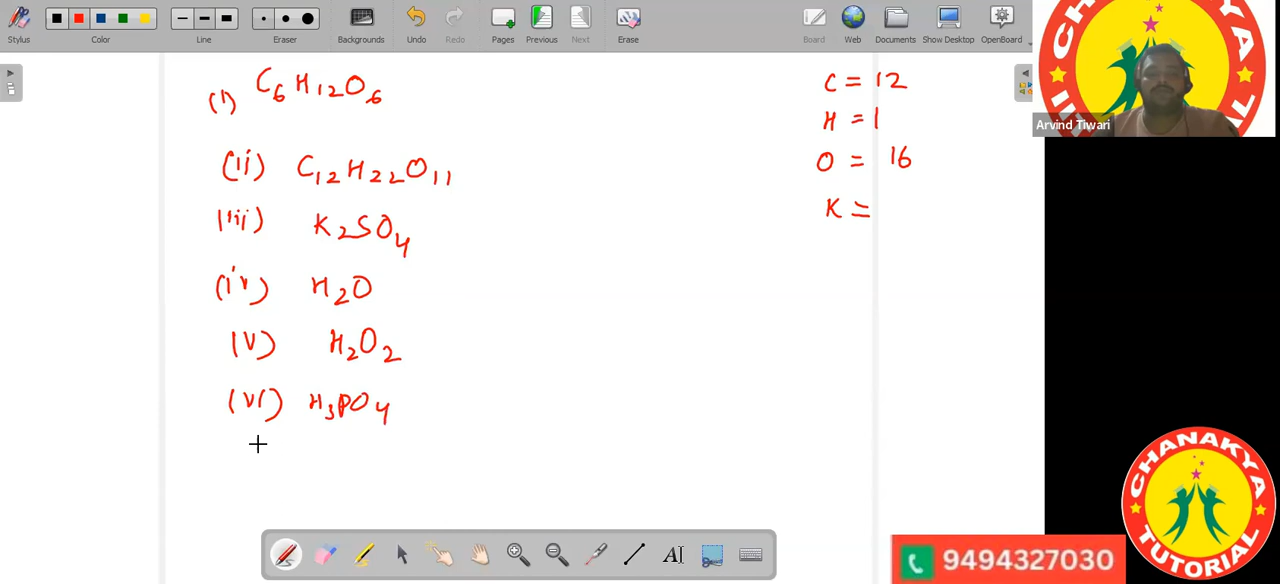 Stylus Color Line Eraser Backgrounds Undo Redo Pages Previous Next Erase Board Web Documents Show Desktop OpenBoard
(i) C6H12O6
C = 12
H = 1
(ii) C12H22O11
O = 16
(iii) K2SO4
K =
(iv) H2O
(v) H2O2
(vi) H3PO4
Arvind Tiwari
CHANAKYA
TUTORIAL
9494327030
AI